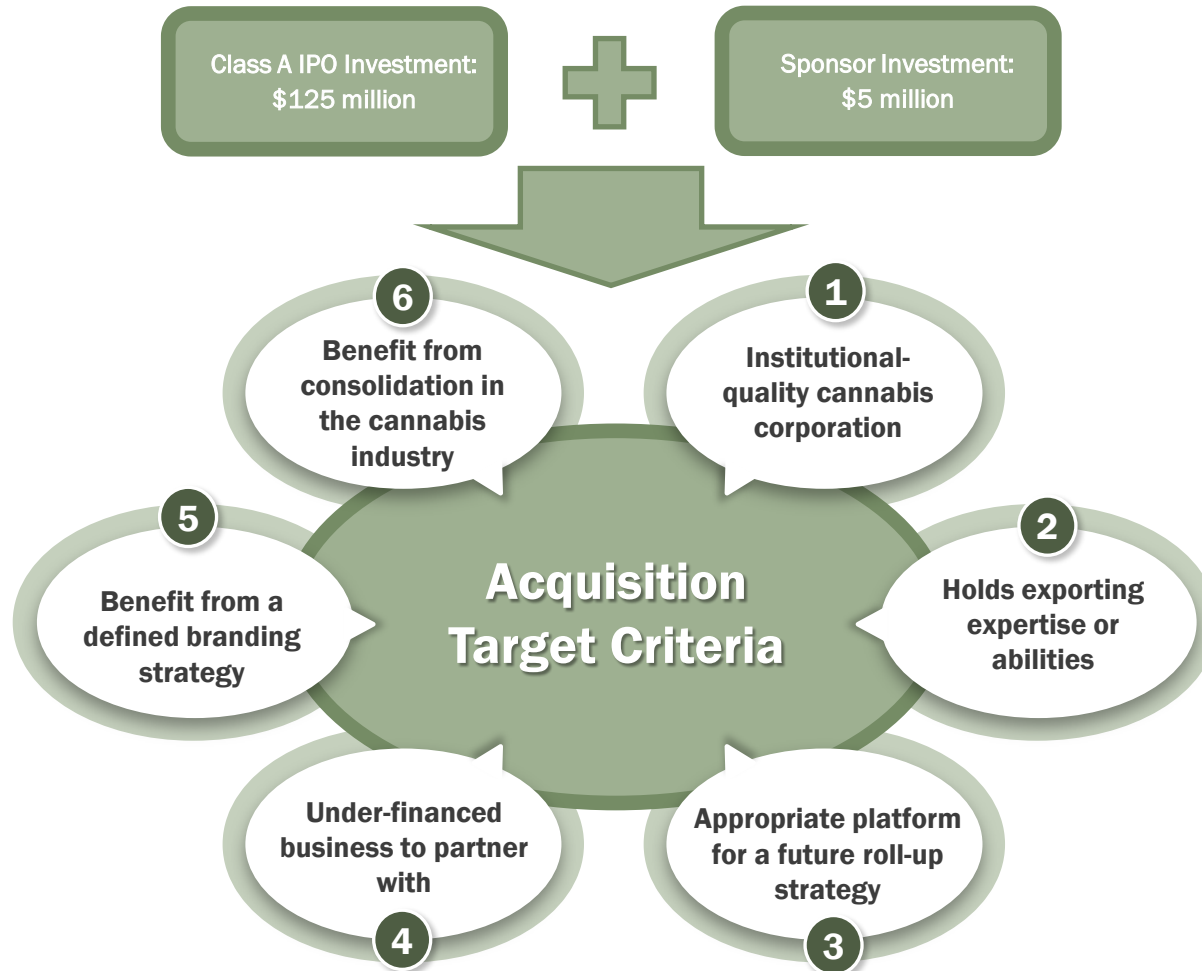 Class A IPO Investment:
$125 million
Sponsor Investment:
$5 million
6
Benefit from
consolidation in
the cannabis
industry
1
Institutional-
quality cannabis
corporation
5
Benefit from a
defined branding
strategy
Acquisition
Target Criteria
2
Holds exporting
expertise or
abilities
Under-financed
business to partner
with
4
Appropriate platform
for a future roll-up
strategy
3